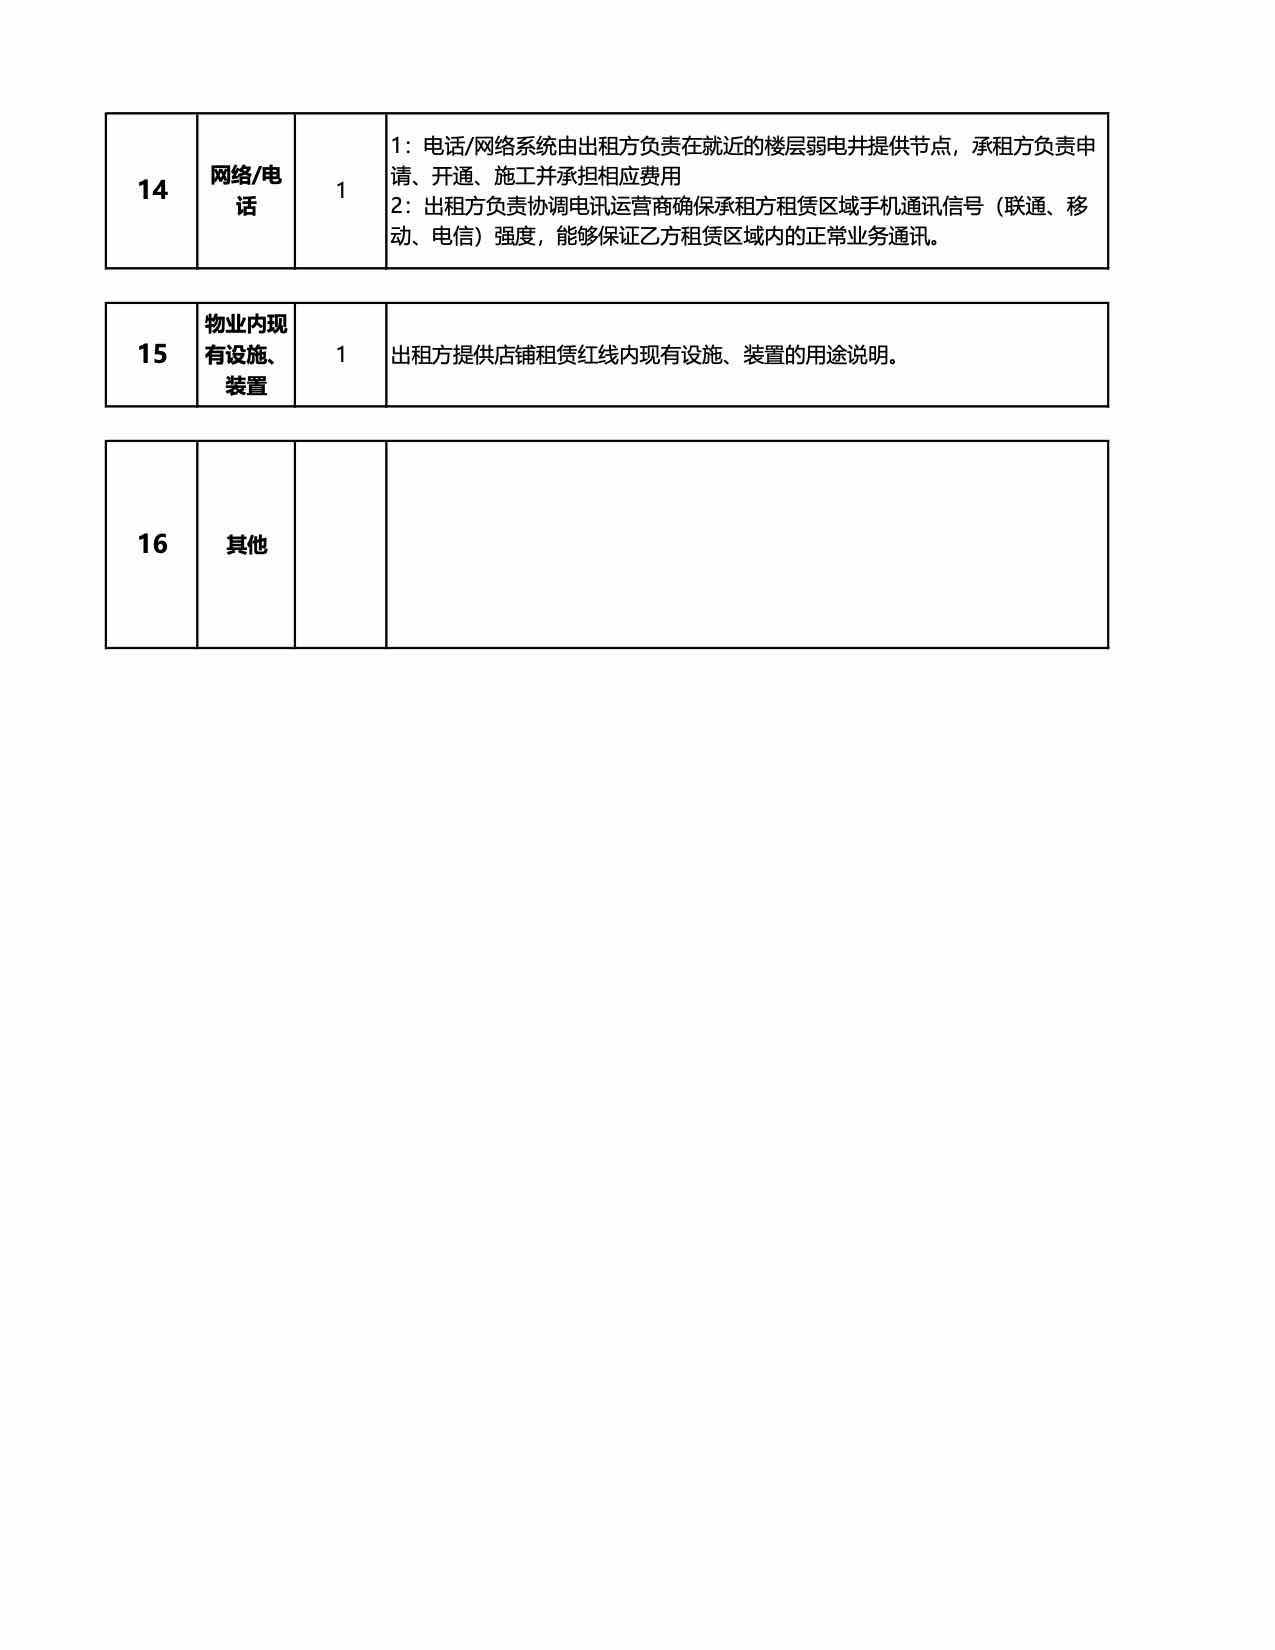 14
网络/电
话
1
1：电话/网络系统由出租方负责在就近的楼层弱电井提供节点，承租方负责申
请、开通、施工并承担相应费用
2：出租方负责协调电讯运营商确保承租方租赁区域手机通讯信号（联通、移
动、电信）强度，能够保证乙方租赁区域内的正常业务通讯。
15
物业内现
有设施、
装置
1
出租方提供店铺租赁红线内现有设施、装置的用途说明。
16
其他